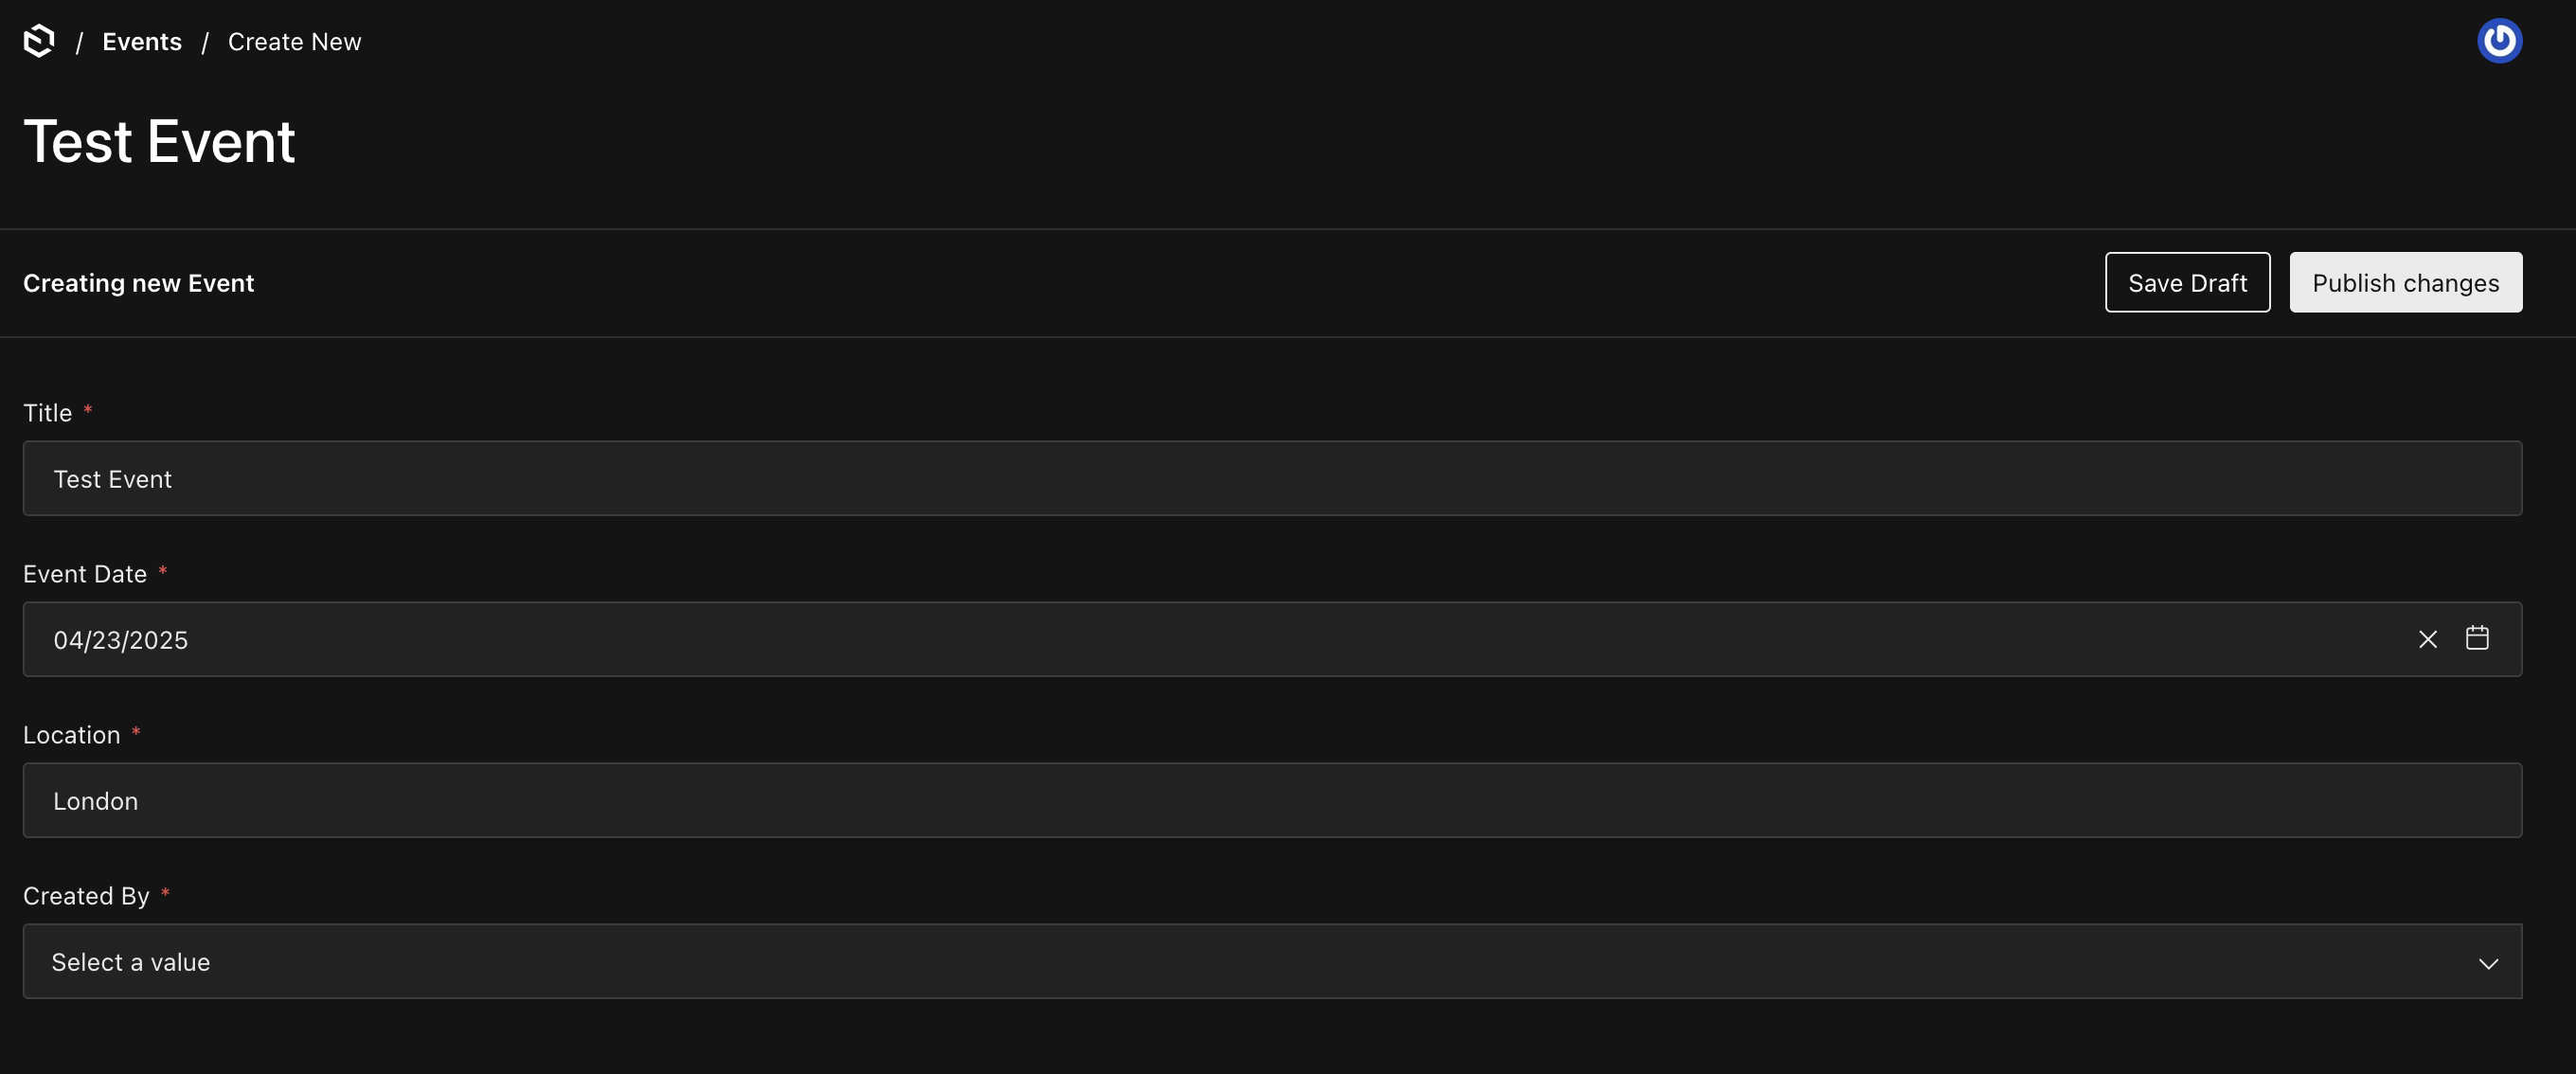 / Events / Create New
Test Event
Creating new Event
Save Draft
Publish changes
Title *
Test Event
Event Date *
04/23/2025
Location *
London
Created By *
Select a value